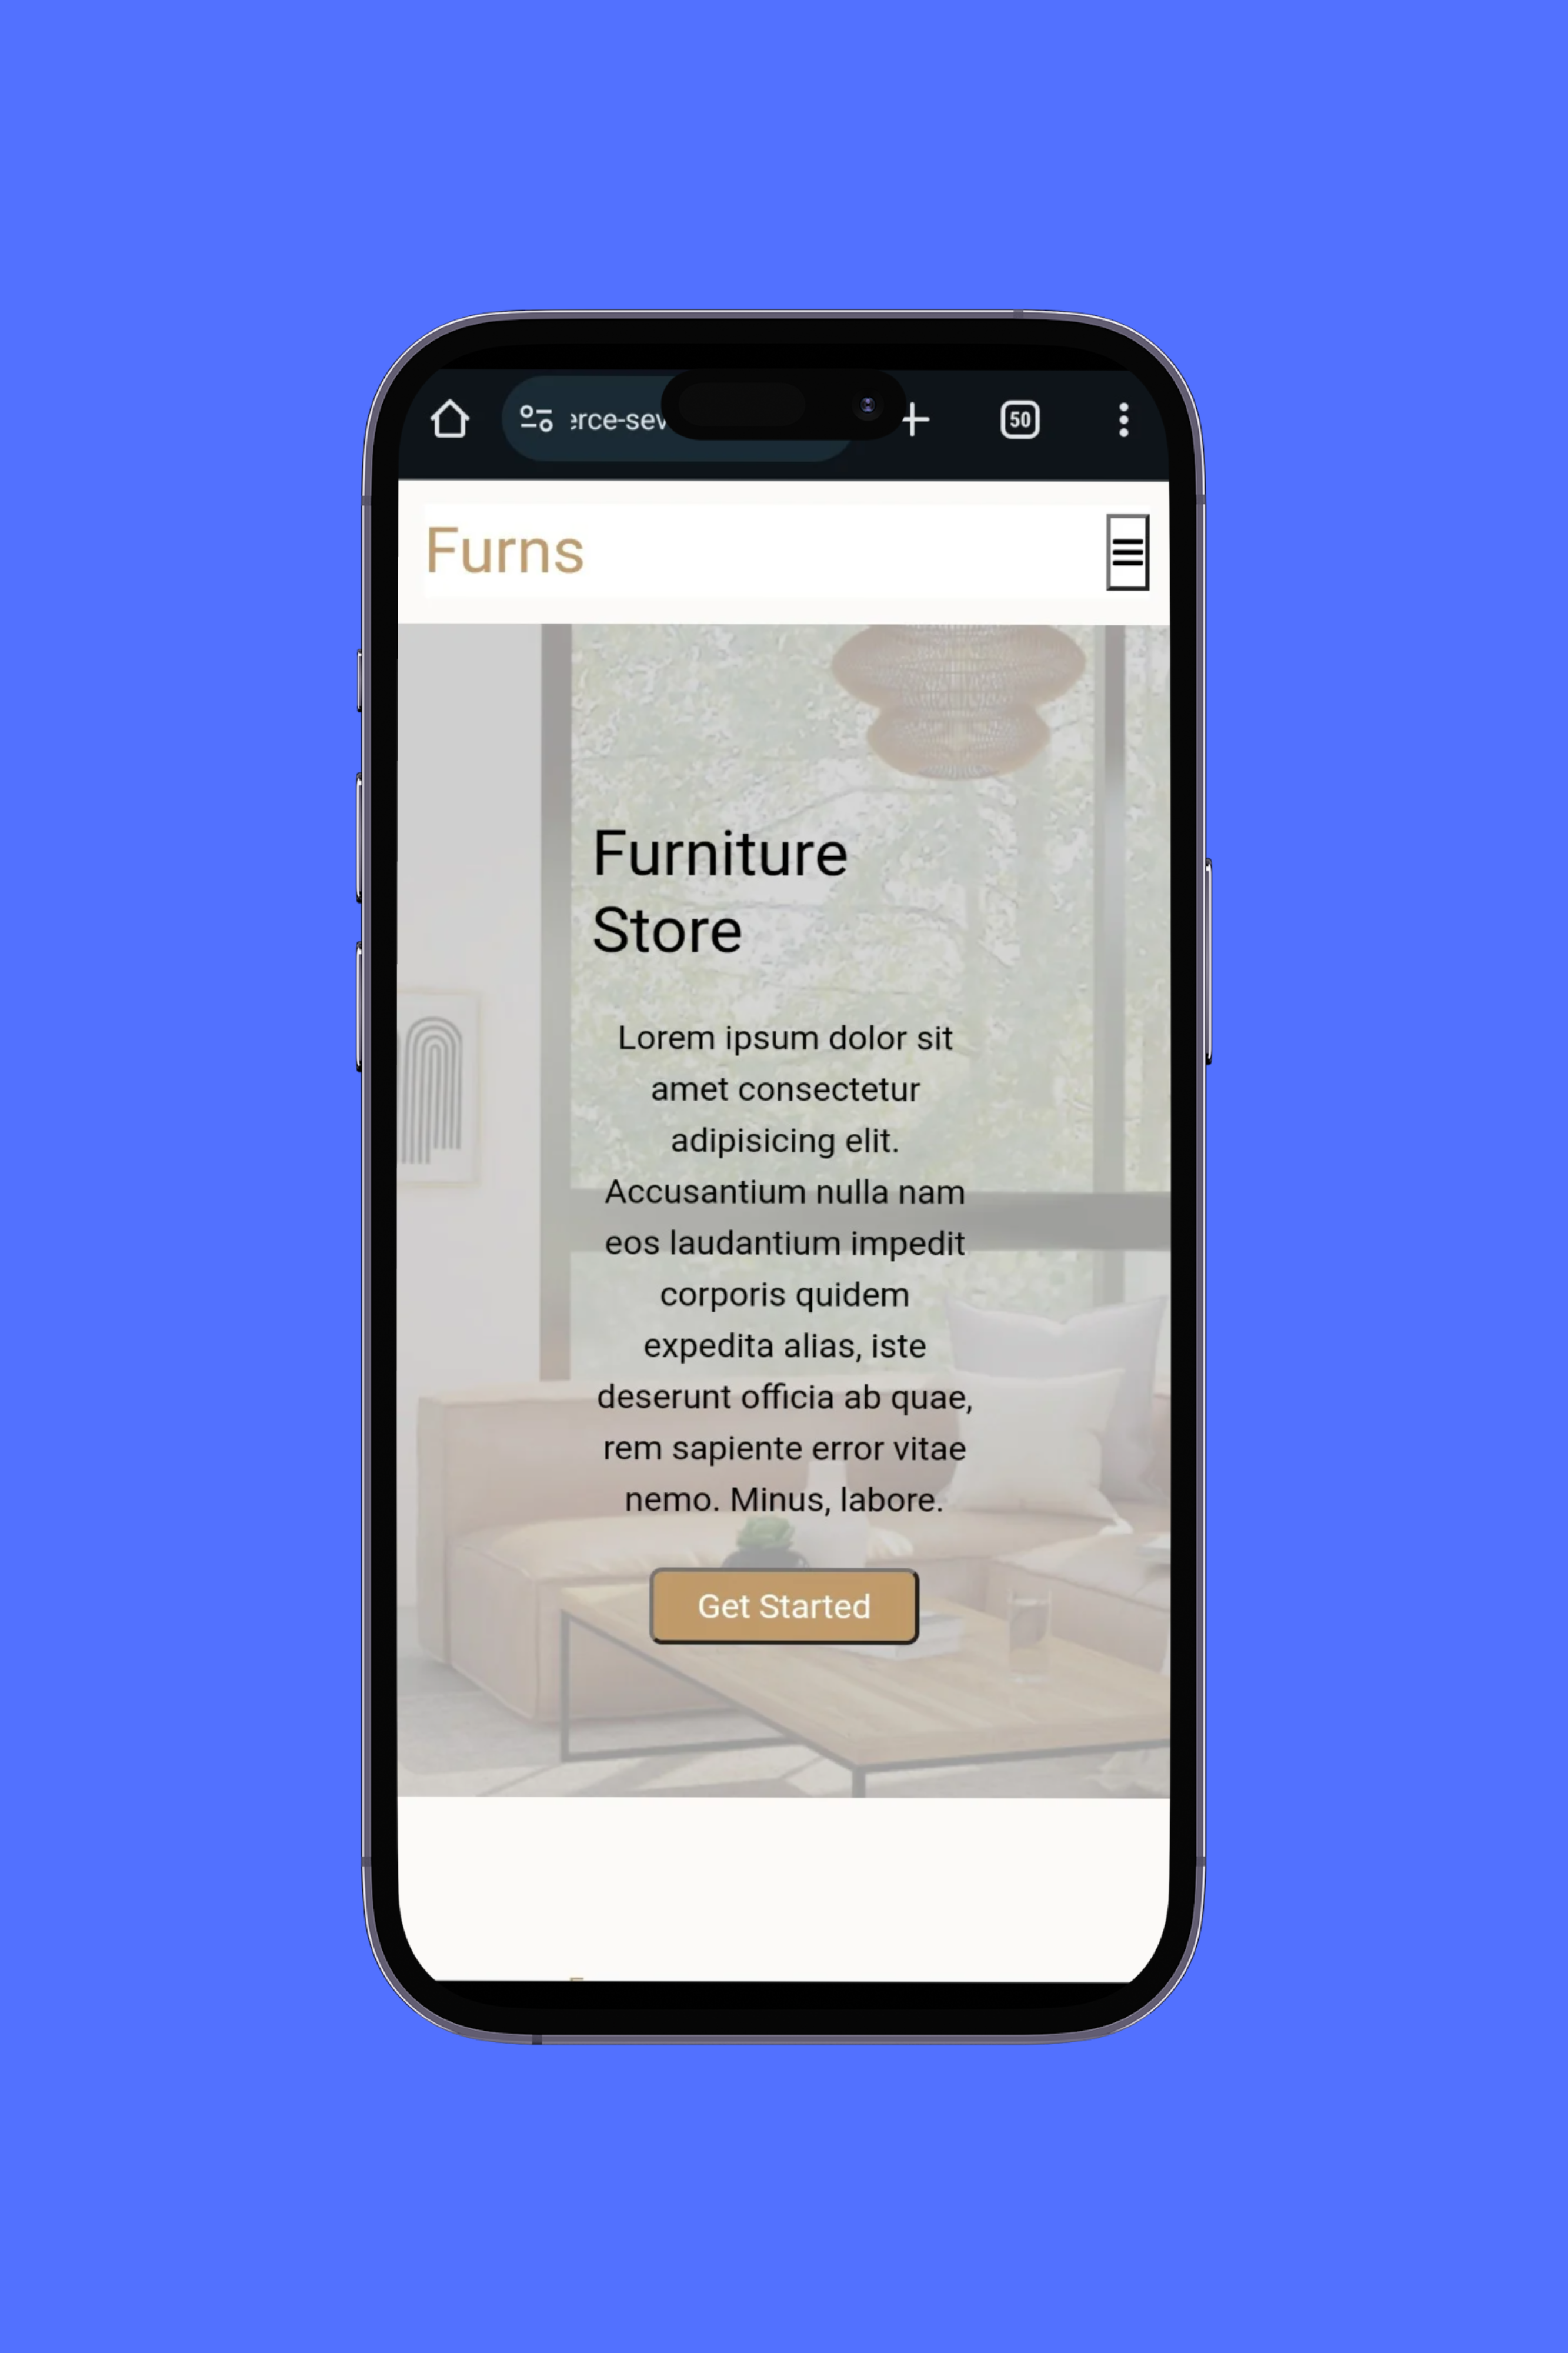 erce-sev
50
Furns
Furniture
Store
Lorem ipsum dolor sit
amet consectetur
adipisicing elit.
Accusantium nulla nam
eos laudantium impedit
corporis quidem
expedita alias, iste
deserunt officia ab quae,
rem sapiente error vitae
nemo. Minus, labore.
Get Started